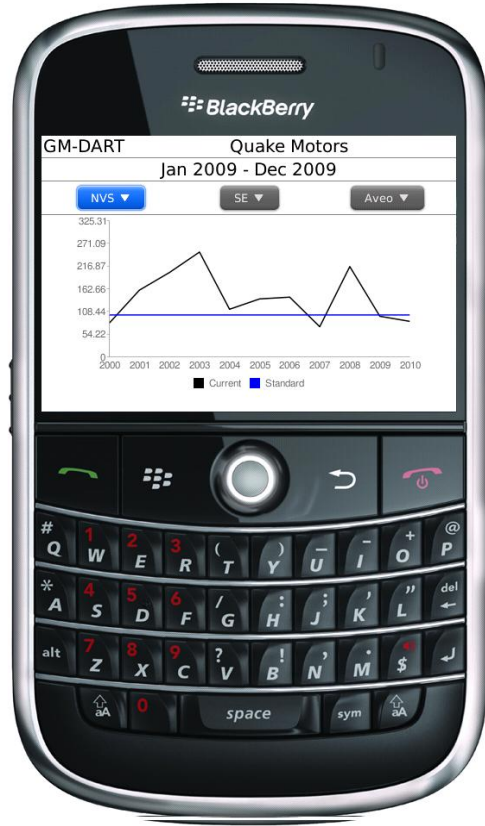 BlackBerry
GM-DART Quake Motors
Jan 2009 - Dec 2009
NVS ▼ SE ▼ Aveo ▼
325.31
271.09
216.87
162.66
108.44
54.22
0
2000 2001 2002 2003 2004 2005 2006 2007 2008 2009 2010
Current Standard
# 1 2 3 ( ) _ - + @
Q W E R T Y U I O P
* 4 5 6 / : ; ' " del
A S D F G H J K L
alt 7 8 9 ? ! , .
Z X C V B N M $
aA 0 space sym aA